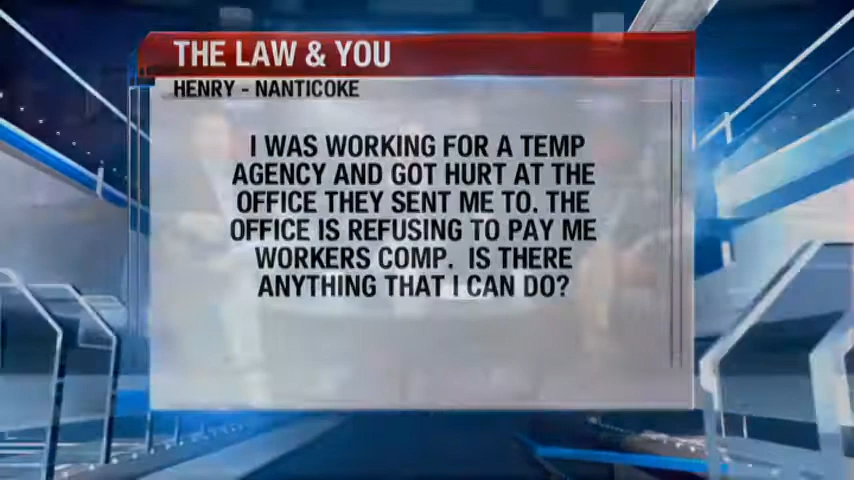 THE LAW & YOU
HENRY - NANTICOKE
I WAS WORKING FOR A TEMP
AGENCY AND GOT HURT AT THE
OFFICE THEY SENT ME TO. THE
OFFICE IS REFUSING TO PAY ME
WORKERS COMP. IS THERE
ANYTHING THAT I CAN DO?